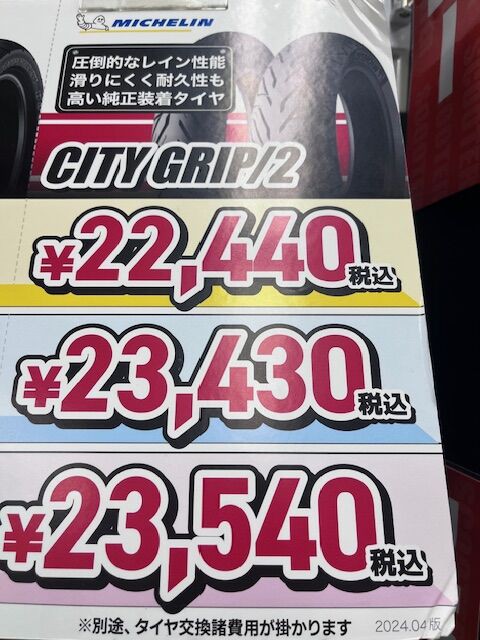 MICHELIN
圧倒的なレイン性能
滑りにくく耐久性も
高い純正装着タイヤ
CITY GRIP/2
¥22,440税込
¥23,430税込
¥23,540税込
※別途、タイヤ交換諸費用が掛かります 2024.04版